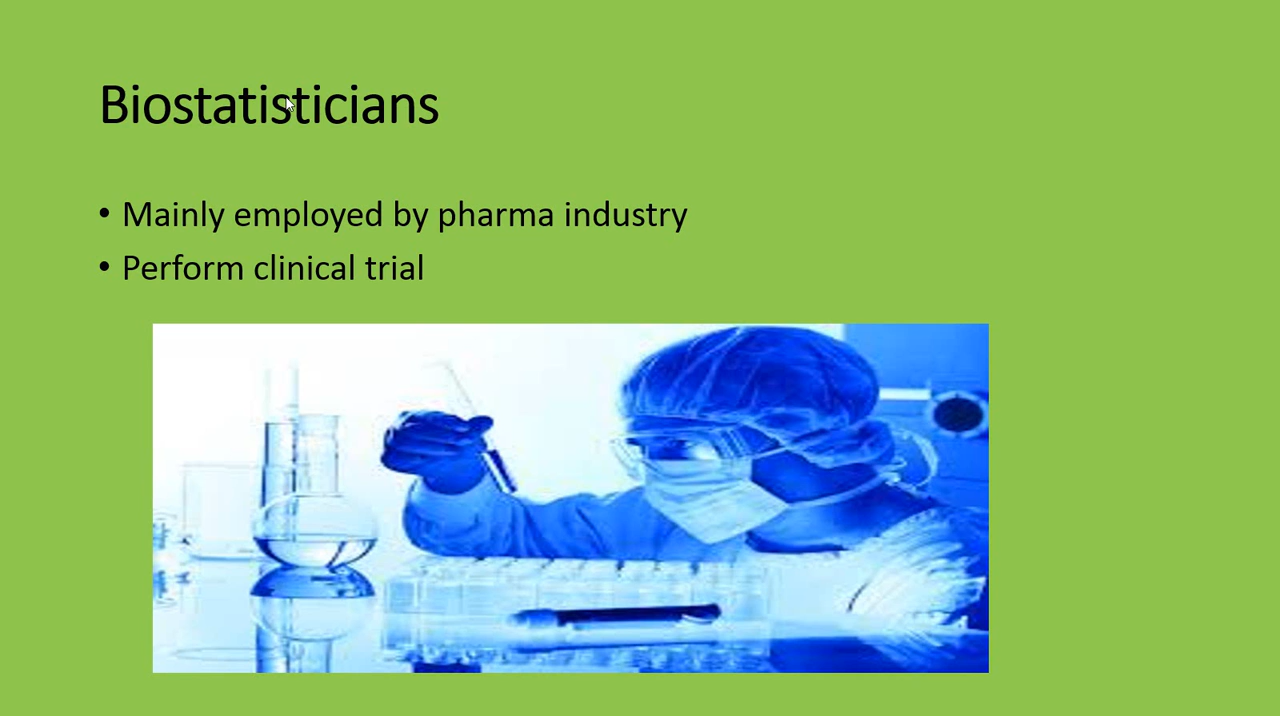 Biostatisticians
• Mainly employed by pharma industry
• Perform clinical trial